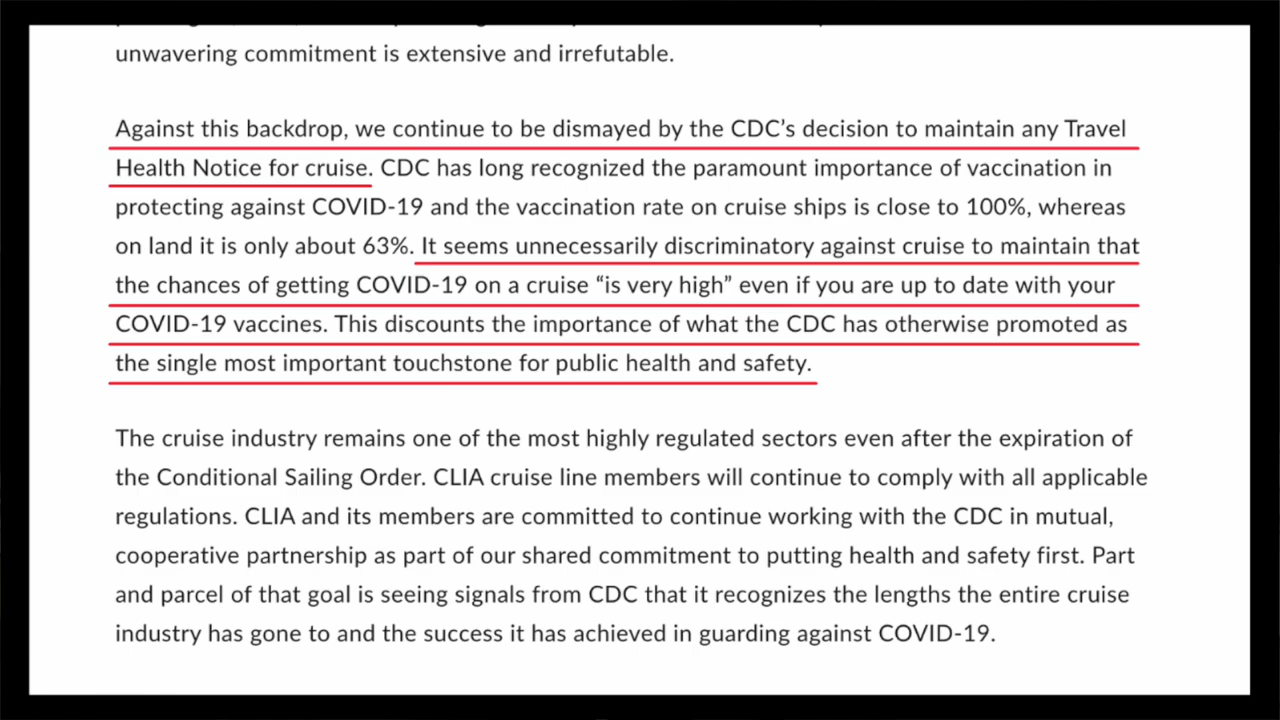 unwavering commitment is extensive and irrefutable.
Against this backdrop, we continue to be dismayed by the CDC’s decision to maintain any Travel
Health Notice for cruise. CDC has long recognized the paramount importance of vaccination in
protecting against COVID-19 and the vaccination rate on cruise ships is close to 100%, whereas
on land it is only about 63%. It seems unnecessarily discriminatory against cruise to maintain that
the chances of getting COVID-19 on a cruise “is very high” even if you are up to date with your
COVID-19 vaccines. This discounts the importance of what the CDC has otherwise promoted as
the single most important touchstone for public health and safety.
The cruise industry remains one of the most highly regulated sectors even after the expiration of
the Conditional Sailing Order. CLIA cruise line members will continue to comply with all applicable
regulations. CLIA and its members are committed to continue working with the CDC in mutual,
cooperative partnership as part of our shared commitment to putting health and safety first. Part
and parcel of that goal is seeing signals from CDC that it recognizes the lengths the entire cruise
industry has gone to and the success it has achieved in guarding against COVID-19.